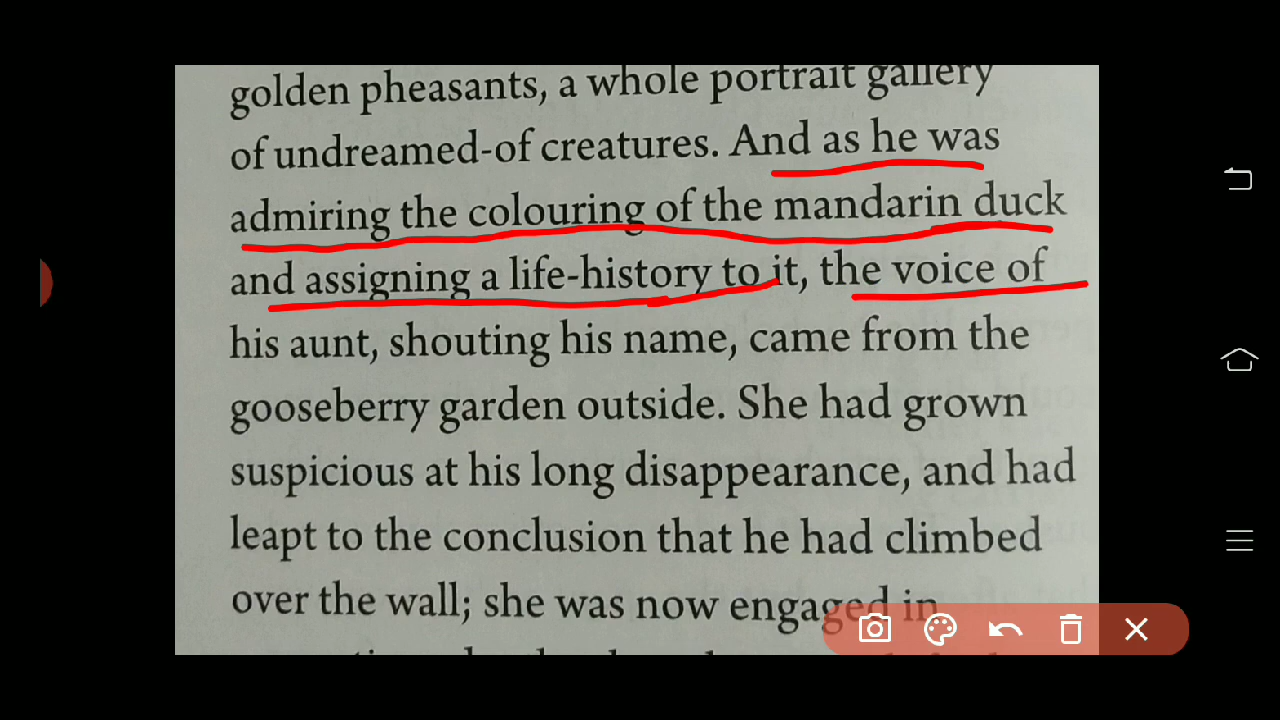 golden pheasants, a whole portrait gallery
of undreamed-of creatures. And as he was
admiring the colouring of the mandarin duck
and assigning a life-history to it, the voice of
his aunt, shouting his name, came from the
gooseberry garden outside. She had grown
suspicious at his long disappearance, and had
leapt to the conclusion that he had climbed
over the wall; she was now engaged in